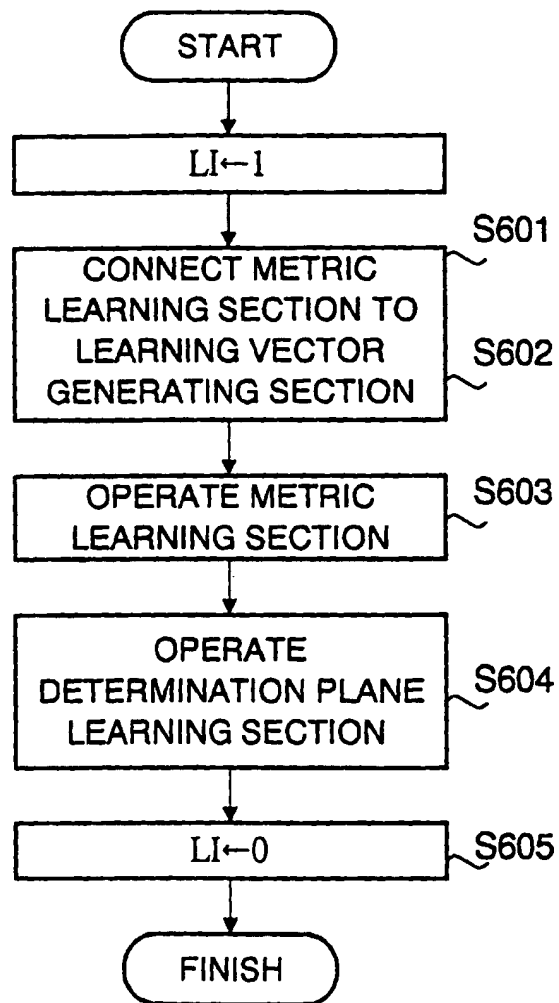 START
LI←1
S601
CONNECT METRIC
LEARNING SECTION TO
LEARNING VECTOR
GENERATING SECTION
S602
OPERATE METRIC
LEARNING SECTION
S603
OPERATE
DETERMINATION PLANE
LEARNING SECTION
S604
LI←0
S605
FINISH